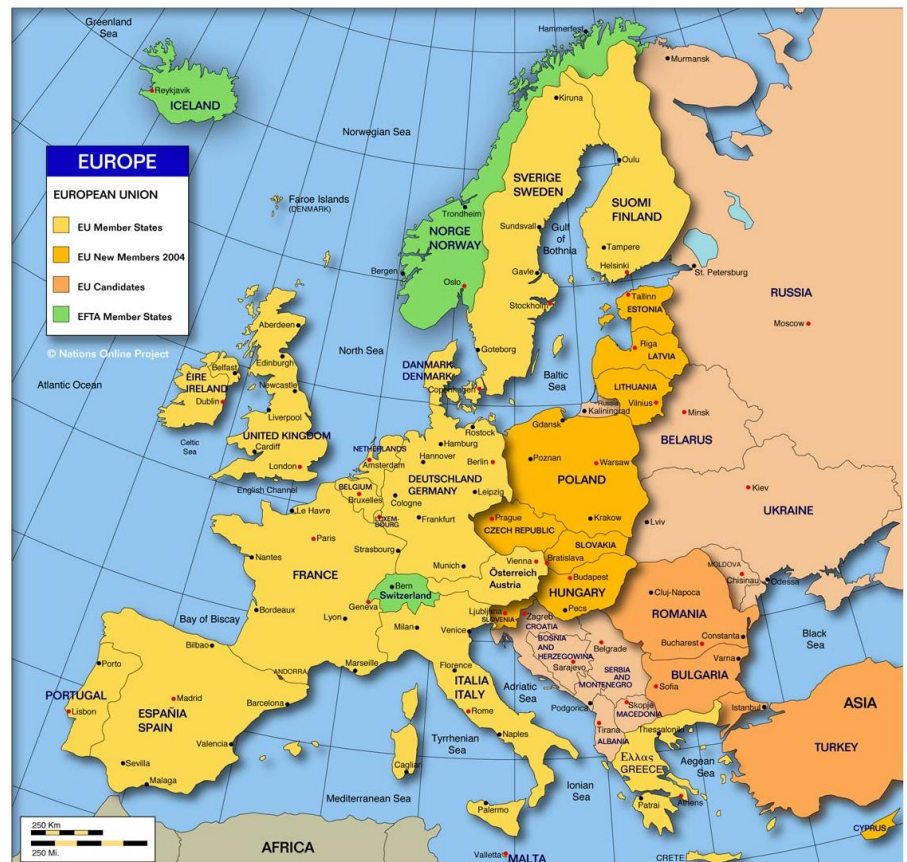 Greenland
Sea
Hammerfest
Murmansk
Reykjavik
ICELAND
Kiruna
Norwegian Sea
EUROPE
EUROPEAN UNION
EU Member States
EU New Members 2004
EU Candidates
EFTA Member States
© Nations Online Project
Oulu
SVERIGE
SWEDEN
SUOMI
FINLAND
Faroe Islands
(DENMARK)
Trondheim
NORGE
NORWAY
Sundsvall
Gulf
of
Bothnia
Tampere
Helsinki
Bergen
Gavle
St. Petersburg
Oslo
Stockholm
Tallinn
ESTONIA
RUSSIA
Moscow
Aberdeen
North Sea
Goteborg
Riga
LATVIA
Edinburgh
DANMARK
DENMARK
Copenhagen
Baltic
Sea
LITHUANIA
Vilnius
Russia
Kaliningrad
Minsk
BELARUS
Atlantic Ocean
Belfast
ÉIRE
IRELAND
Dublin
Newcastle
Liverpool
Celtic
Sea
UNITED KINGDOM
Cardiff
London
English Channel
NETHERLANDS
Amsterdam
Rostock
Hamburg
Hannover
Berlin
Gdansk
Poznan
Warsaw
POLAND
BELGIUM
Bruxelles
DEUTSCHLAND
GERMANY
Cologne
Leipzig
Kiev
UKRAINE
Le Havre
LUXEM-
BOURG
Frankfurt
Prague
CZECH REPUBLIC
Krakow
Lviv
Paris
Strasbourg
SLOVAKIA
Nantes
Munich
Vienna
Bratislava
Österreich
Austria
Budapest
HUNGARY
MOLDOVA
Chisinau
Odessa
FRANCE
Bern
Switzerland
Geneva
Cluj-Napoca
Bordeaux
Lyon
Ljubljina
SLOVENIA
Pecs
Zagreb
CROATIA
ROMANIA
Bay of Biscay
Milan
Venice
BOSNIA
AND
HERZEGOWINA
Sarajevo
Belgrade
Bucharest
Constanta
Black
Sea
Bilbao
Marseille
Florence
SERBIA
AND
MONTENEGRO
Varna
Porto
ANDORRA
ITALIA
ITALY
Adriatic
Sea
BULGARIA
Sofia
PORTUGAL
Lisbon
Madrid
ESPAÑIA
SPAIN
Barcelona
Rome
Podgorica
Skopje
MACEDONIA
Istanbul
ASIA
Naples
Tirana
ALBANIA
Thessaloniki
Valencia
Tyrrhenian
Sea
Ελλας
GREECE
Aegean
Sea
TURKEY
Sevilla
Malaga
Cagliari
Mediterranean Sea
Palermo
Ionian
Sea
Patrai
Athens
250 Km
250 Mi.
AFRICA
Valletta
MALTA
CRETE
CYPRUS